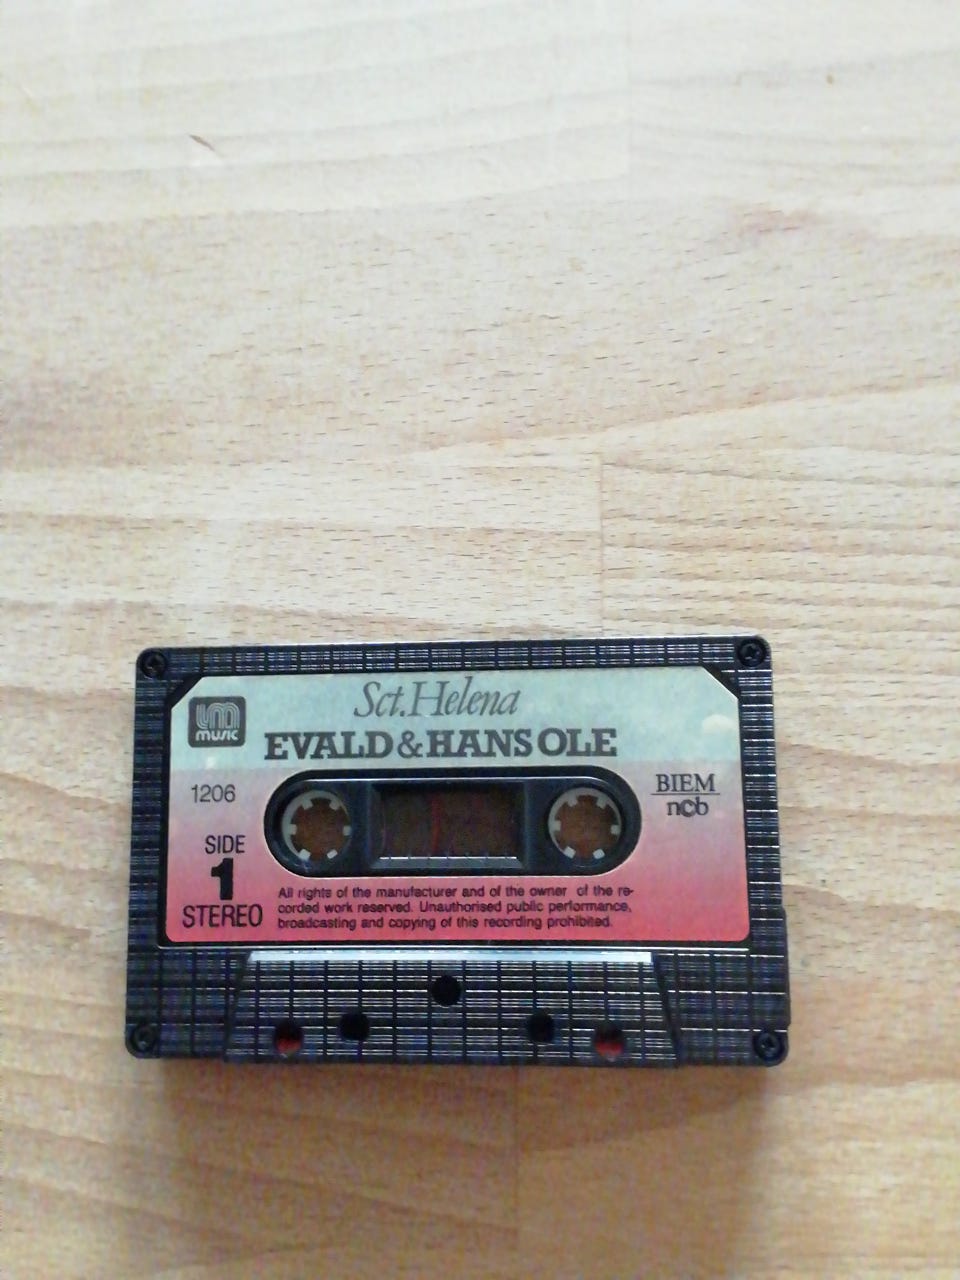 Sct. Helena
EVALD & HANS OLE
music
1206
BIEM
ncb
SIDE
1
STEREO
All rights of the manufacturer and of the owner of the re-
corded work reserved. Unauthorised public performance,
broadcasting and copying of this recording prohibited.